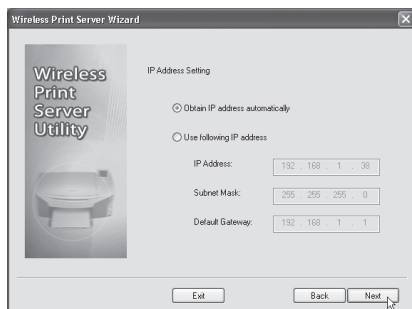 Wireless Print Server Wizard
Wireless
Print
Server
Utility
IP Address Setting
Obtain IP address automatically
Use following IP address
IP Address: 192 . 168 . 1 . 38
Subnet Mask: 255 . 255 . 255 . 0
Default Gateway: 192 . 168 . 1 . 1
Exit Back Next